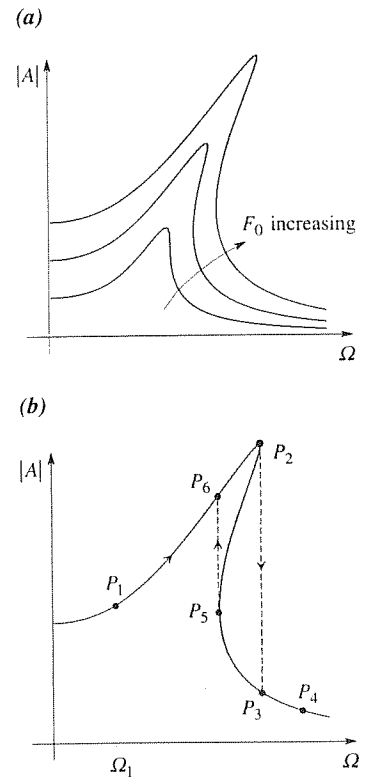 (a)
|A|
F₀ increasing
Ω
(b)
|A|
P₂
P₆
P₁
P₅
P₃
P₄
Ω₁
Ω